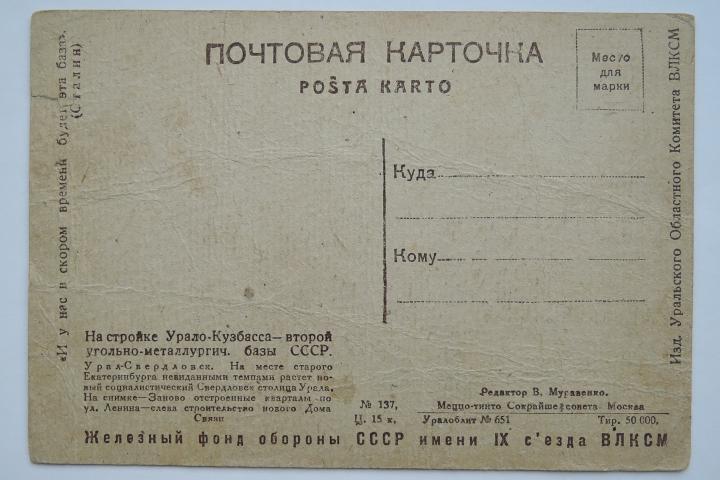 ПОЧТОВАЯ КАРТОЧКА
POŜTA KARTO
Место
для
марки
«И у нас в скором времени будет эта база».
(Сталин)
Куда
Кому
Изд. Уральского Областного Комитета ВЛКСМ
На стройке Урало-Кузбасса—второй
угольно-металлургич. базы СССР.
Урал-Свердловск. На месте старого
Екатеринбурга невиданными темпами растет но-
вый социалистический Свердловск столица Урала.
На снимке—Заново отстроенные кварталы по
ул. Ленина—слева строительство нового Дома
Связи
№ 137,
Ц. 15 к,
Редактор В. Муравенко.
Меццо-тинто Сокрайсчетсовета Москва
Уралоблит № 651 Тир. 50 000,
Железный фонд обороны СССР имени IX с'езда ВЛКСМ